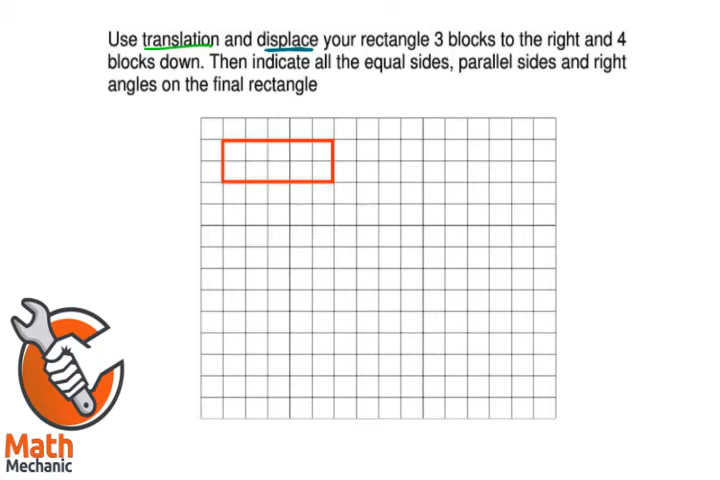 Use translation and displace your rectangle 3 blocks to the right and 4
blocks down. Then indicate all the equal sides, parallel sides and right
angles on the final rectangle
Math
Mechanic